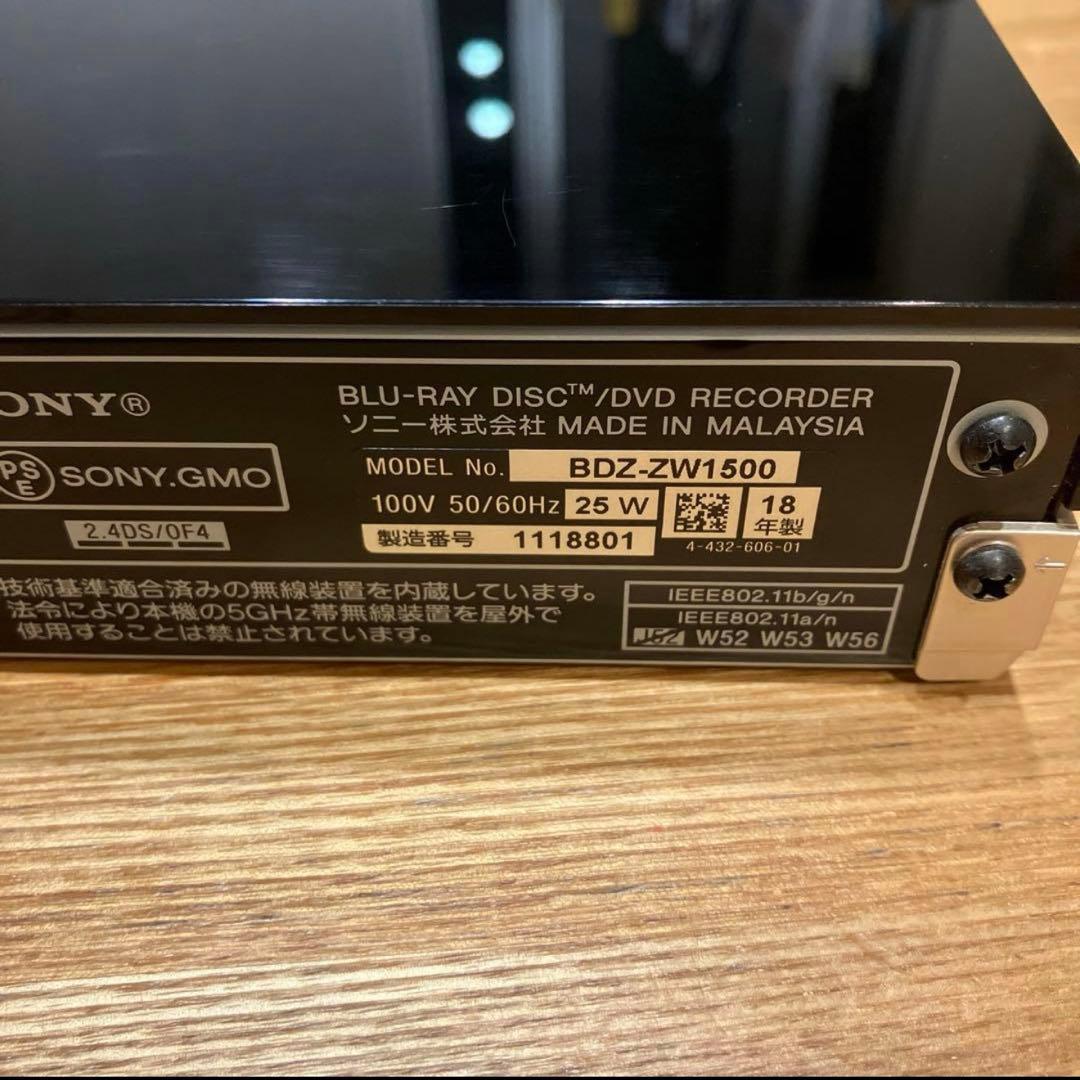 ONY®
BLU-RAY DISC™/DVD RECORDER
ソニー株式会社 MADE IN MALAYSIA
PS
E
SONY.GMO
MODEL No. BDZ-ZW1500
100V 50/60Hz 25 W
18
年製
2.4DS/OF4
製造番号 1118801
4-432-606-01
技術基準適合済みの無線装置を内蔵しています。
法令により本機の5GHz帯無線装置を屋外で
使用することは禁止されています。
IEEE802.11b/g/n
IEEE802.11a/n
J52 W52 W53 W56